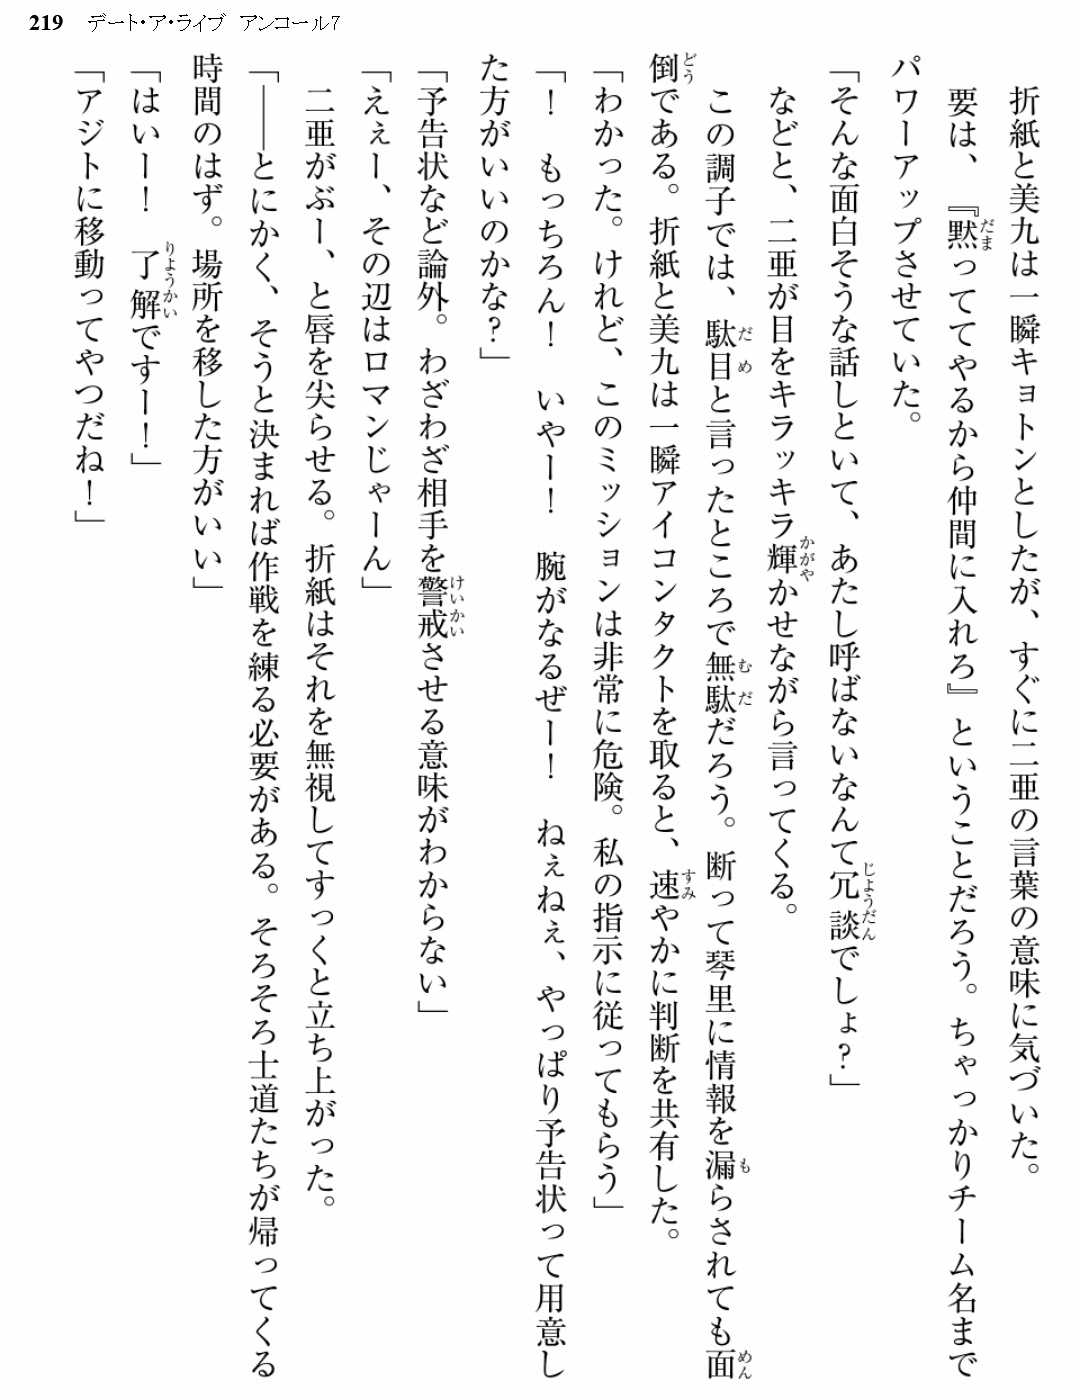 219 デート・ア・ライブ アンコール7
折紙と美九は一瞬キョトンとしたが、すぐに二亜の言葉の意味に気づいた。
要は、『黙っててやるから仲間に入れろ』ということだろう。ちゃっかりチーム名まで
パワーアップさせていた。
「そんな面白そうな話しといて、あたし呼ばないなんて冗談でしょ?」
などと、二亜が目をキラッキラ輝かせながら言ってくる。
この調子では、駄目と言ったところで無駄だろう。断って琴里に情報を漏らされても面
倒である。折紙と美九は一瞬アイコンタクトを取ると、速やかに判断を共有した。
「わかった。けれど、このミッションは非常に危険。私の指示に従ってもらう」
「! もっちろん! いやー! 腕がなるぜー! ねぇねぇ、やっぱり予告状って用意し
た方がいいのかな?」
「予告状など論外。わざわざ相手を警戒させる意味がわからない」
「えぇー、その辺はロマンじゃーん」
二亜がぶー、と唇を尖らせる。折紙はそれを無視してすっくと立ち上がった。
「――とにかく、そうと決まれば作戦を練る必要がある。そろそろ士道たちが帰ってくる
時間のはず。場所を移した方がいい」
「はいー! 了解ですー!」
「アジトに移動ってやつだね!」